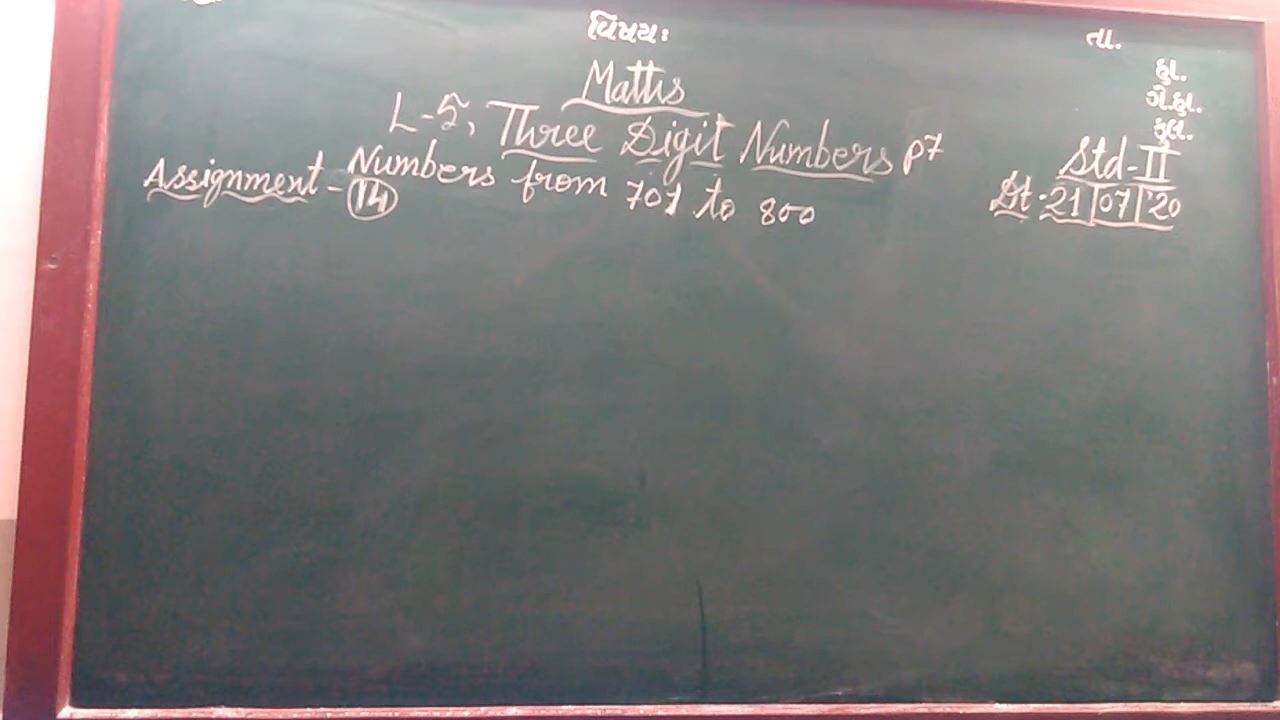 વિષય: તા.
Maths
હા.
ગે.હા.
કુલ.
L-5, Three Digit Numbers P7
Std-II
Assignment - 14 Numbers from 701 to 800
Dt : 21|07|'20